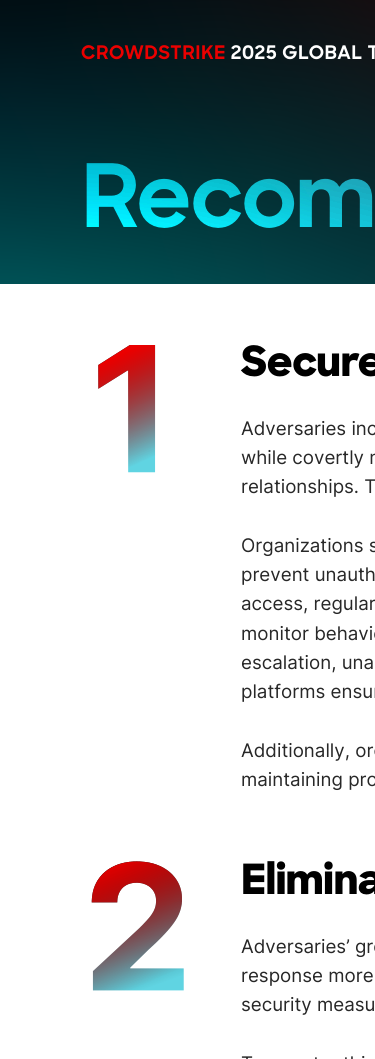 CROWDSTRIKE 2025 GLOBAL
Recom
1
Secure
Adversaries inc
while covertly
relationships.
Organizations
prevent unauth
access, regular
monitor behavi
escalation, una
platforms ensu
Additionally, or
maintaining pro
2
Elimina
Adversaries’ gr
response more
security measu